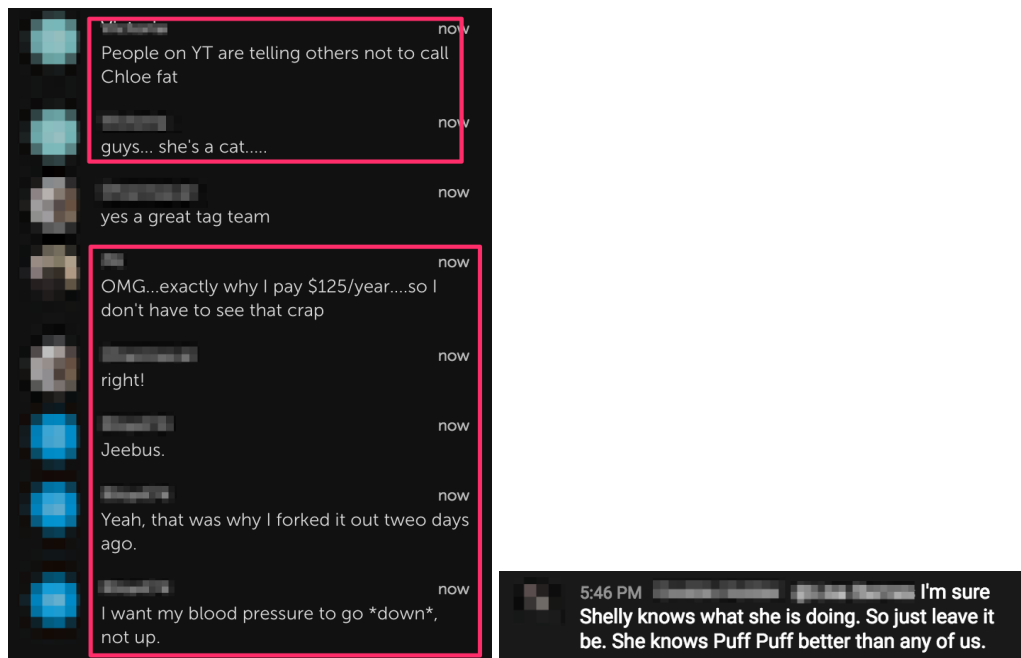 now
People on YT are telling others not to call
Chloe fat
now
guys... she's a cat.....
now
yes a great tag team
now
OMG...exactly why I pay $125/year....so I
don't have to see that crap
now
right!
now
Jeebus.
now
Yeah, that was why I forked it out tweo days
ago.
now
I want my blood pressure to go *down*,
not up.
5:46 PM I'm sure
Shelly knows what she is doing. So just leave it
be. She knows Puff Puff better than any of us.